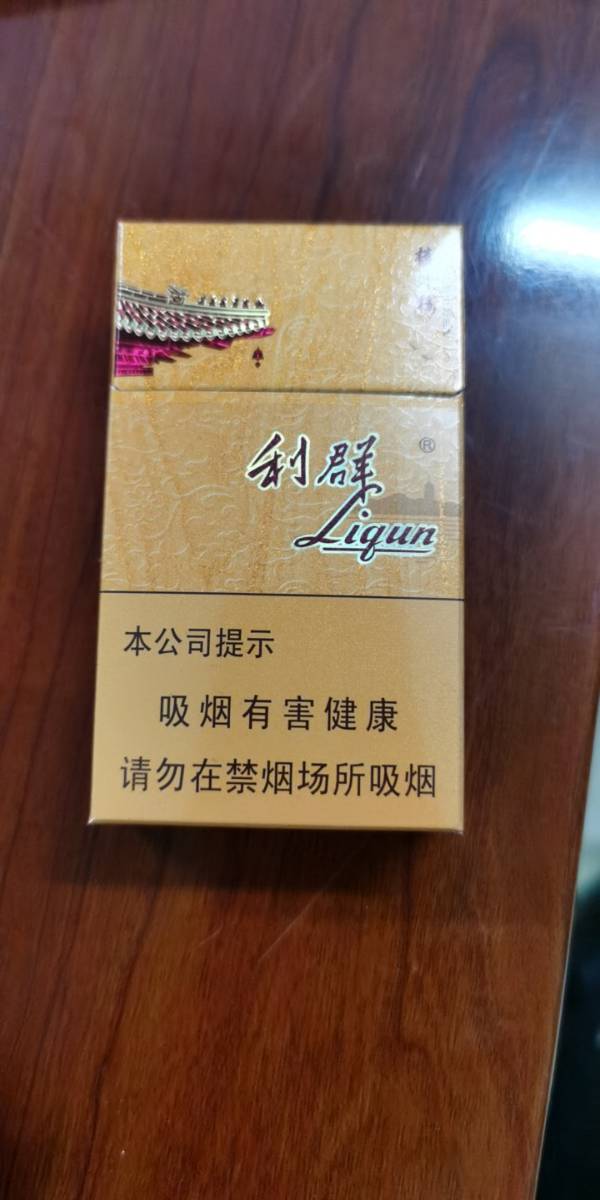 利群
®
Liqun
本公司提示
吸烟有害健康
请勿在禁烟场所吸烟